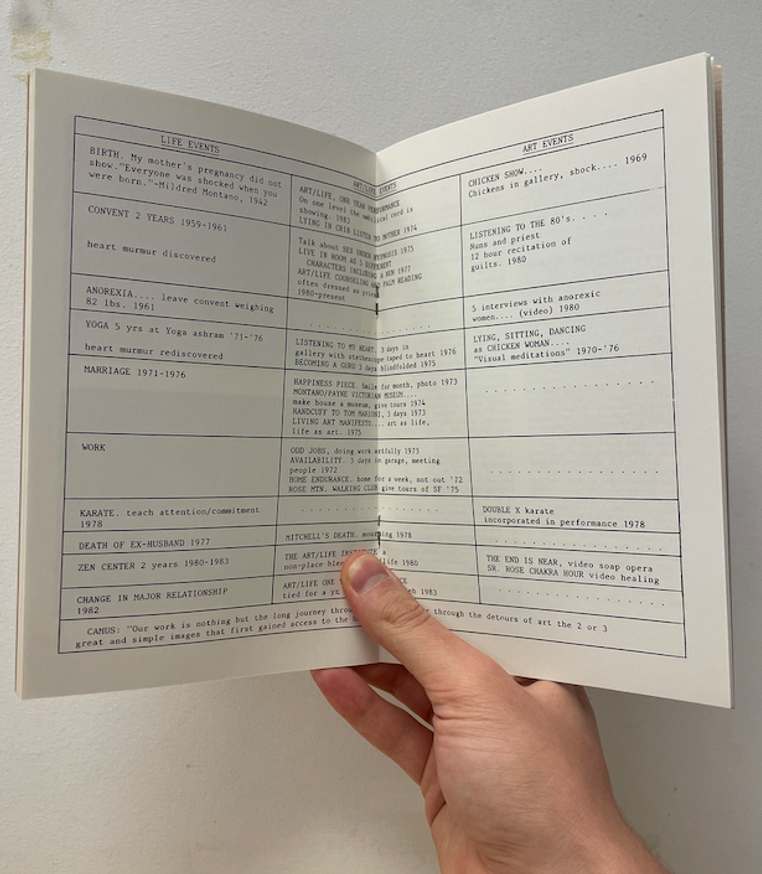 LIFE EVENTS
ART/LIFE EVENTS
ART EVENTS
BIRTH. My mother's pregnancy did not
show."Everyone was shocked when you
were born."-Mildred Montano, 1942
ART/LIFE, ONE YEAR PERFORMANCE
On one level the umbilical cord is
showing. 1983
LYING IN CRIB LISTEN TO MOTHER 1974
CHICKEN SHOW....
Chickens in gallery, shock.... 1969
CONVENT 2 YEARS 1959-1961
heart murmur discovered
Talk about SEX UNDER HYPNOSIS 1975
LIVE IN ROOM AS 5 DIFFERENT
CHARACTERS INCLUDING A NUN 1977
ART/LIFE COUNSELING AND PALM READING
often dressed as priest
1980-present
LISTENING TO THE 80's. . . .
Nuns and priest
12 hour recitation of
guilts. 1980
ANOREXIA.... leave convent weighing
82 lbs. 1961
. . . . . . . . . . . . . .
5 interviews with anorexic
women.... (video) 1980
YOGA 5 yrs at Yoga ashram '71-'76
heart murmur rediscovered
LISTENING TO MY HEART, 3 days in
gallery with stethescope taped to heart 1976
BECOMING A GURU 3 days blindfolded 1975
LYING, SITTING, DANCING
as CHICKEN WOMAN....
"Visual meditations" 1970-'76
MARRIAGE 1971-1976
HAPPINESS PIECE. Smile for month, photo 1973
MONTANO/PAYNE VICTORIAN MUSEUM....
make house a museum, give tours 1974
HANDCUFF TO TOM MARIONI, 3 days 1973
LIVING ART MANIFESTO.... art as life,
life as art. 1975
. . . . . . . . . . . . . . . .
WORK
ODD JOBS, doing work artfully 1973
AVAILABILITY. 3 days in garage, meeting
people 1972
HOME ENDURANCE. home for a week, not out '72
ROSE MTN. WALKING CLUB give tours of SF '75
. . . . . . . . . . . . . . . .
KARATE. teach attention/commitment
1978
. . . . . . . . . . . . . .
DOUBLE X karate
incorporated in performance 1978
DEATH OF EX-HUSBAND 1977
MITCHELL'S DEATH. mourning 1978
. . . . . . . . . . . . . . . .
ZEN CENTER 2 years 1980-1983
THE ART/LIFE INSTITUTE a
non-place life 1980
THE END IS NEAR, video soap opera
SR. ROSE CHAKRA HOUR video healing
CHANGE IN MAJOR RELATIONSHIP
1982
ART/LIFE ONE
tied for a 1983
. . . . . . . . . . . . . . . .
CAMUS: "Our work is nothing but the long journey through the detours of art the 2 or 3
great and simple images that first gained access to the